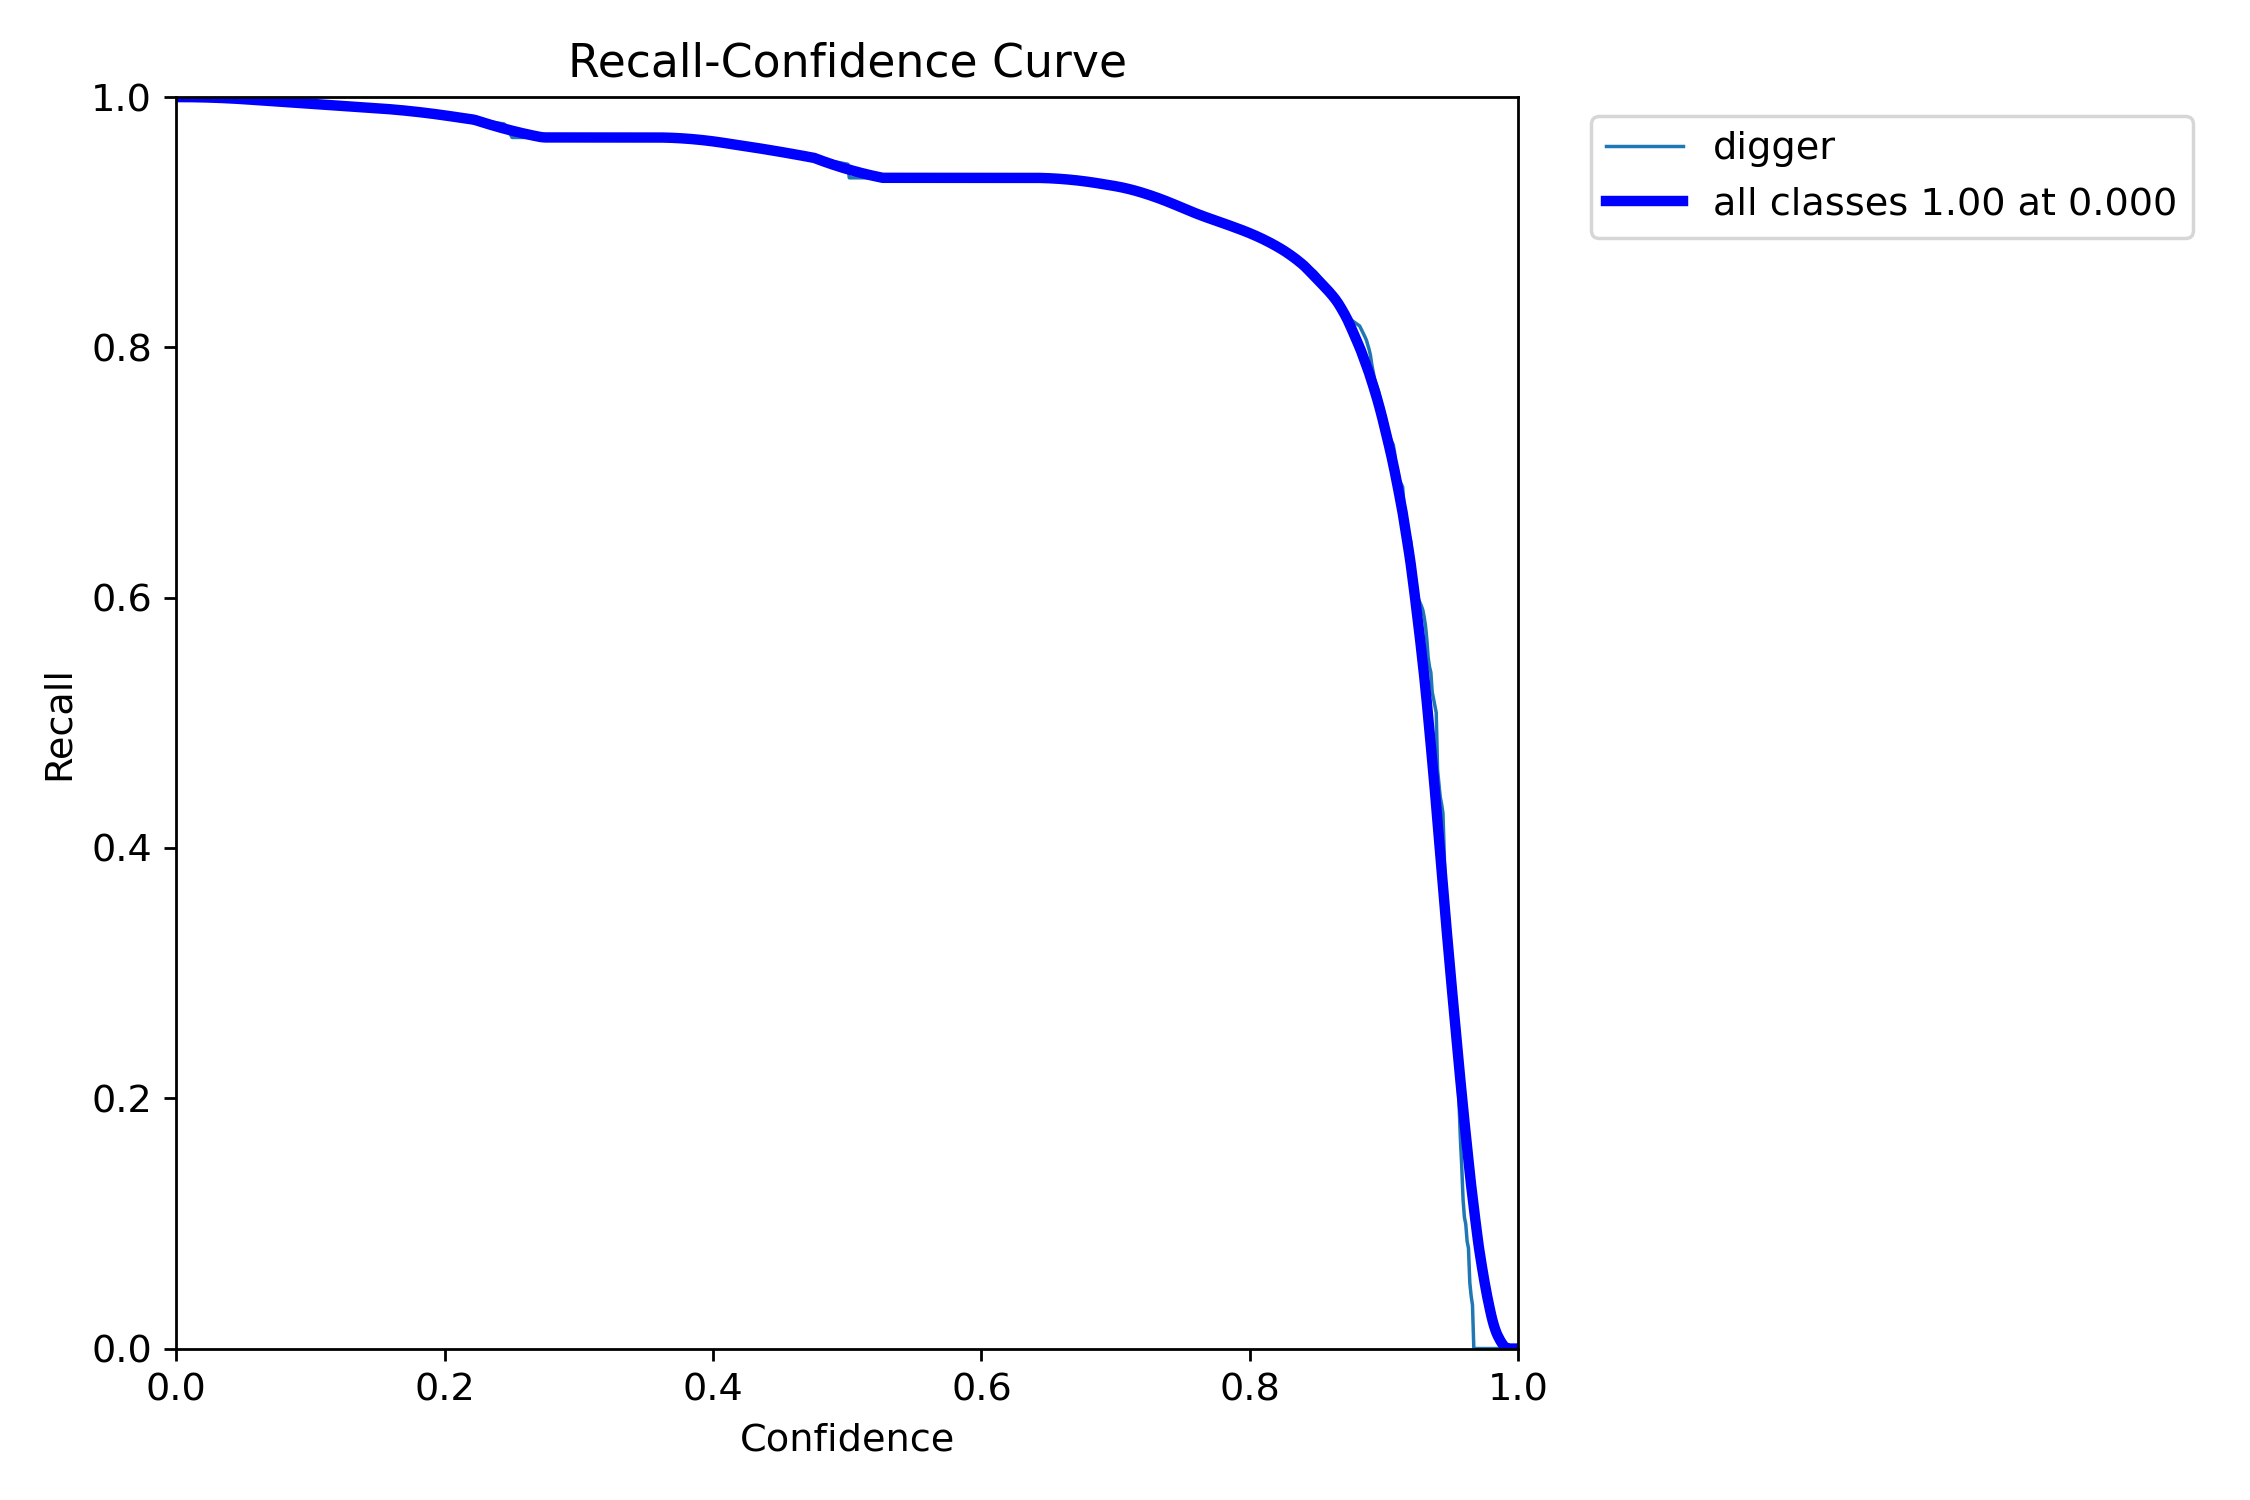 Recall-Confidence Curve
1.0
0.8
0.6
0.4
0.2
0.0
Recall
0.0 0.2 0.4 0.6 0.8 1.0
Confidence
digger
all classes 1.00 at 0.000